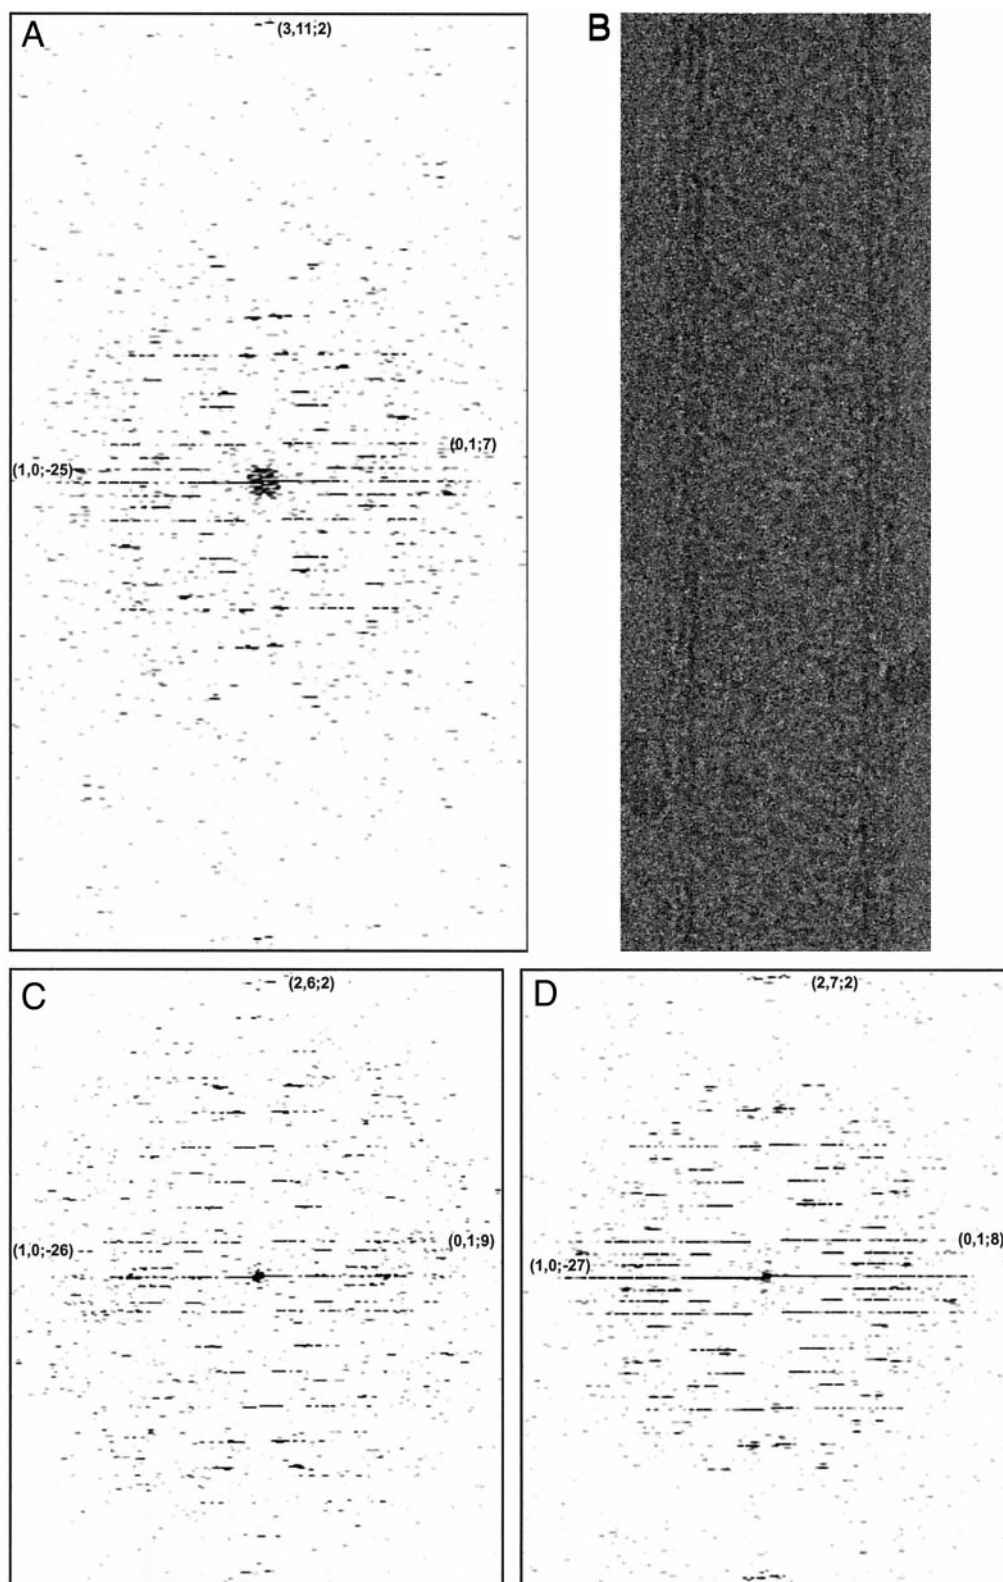 A
(3,11;2)
B
(0,1;7)
(1,0;-25)
C
(2,6;2)
D
(2,7;2)
(0,1;9)
(1,0;-26)
(0,1;8)
(1,0;-27)